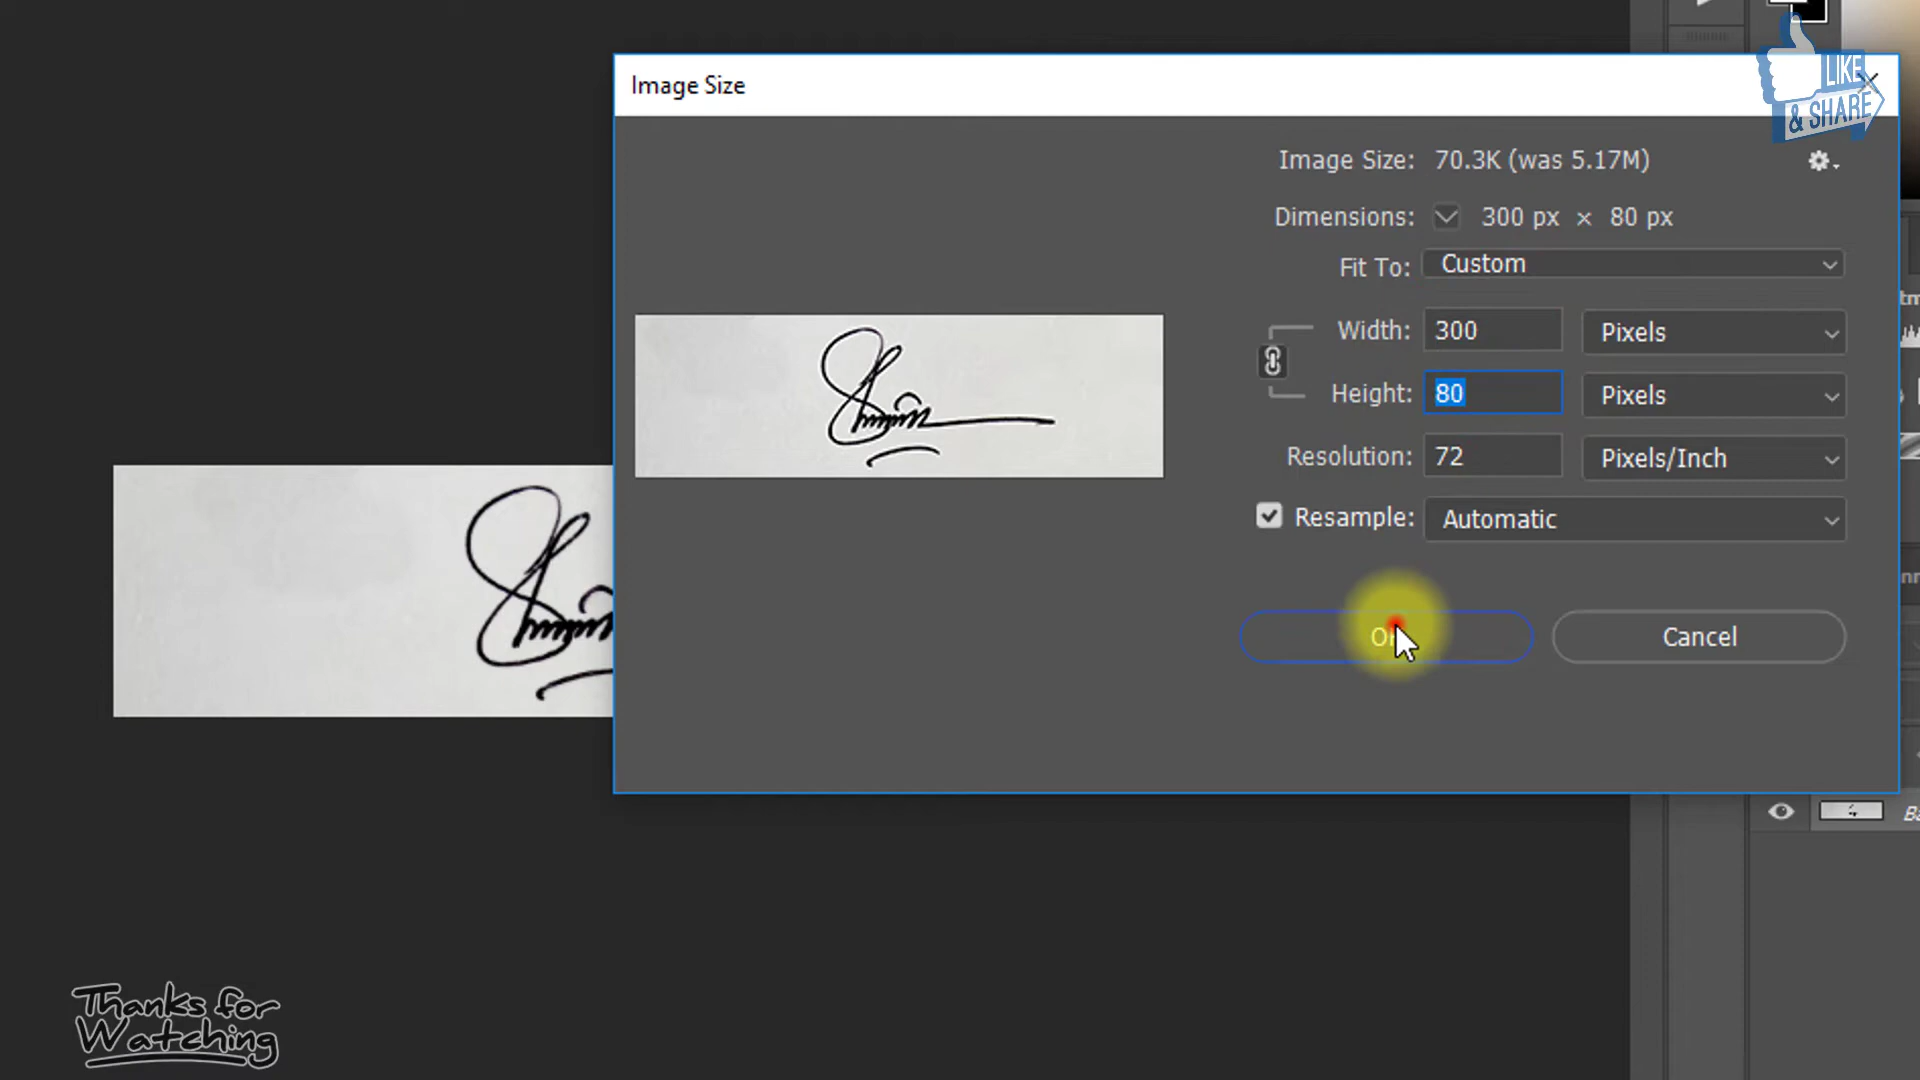 LIKE
& SHARE
Image Size
Image Size: 70.3K (was 5.17M)
Dimensions: 300 px × 80 px
Fit To: Custom
Width: 300 Pixels
Height: 80 Pixels
Resolution: 72 Pixels/Inch
Resample: Automatic
Cancel
Thanks for
Watching